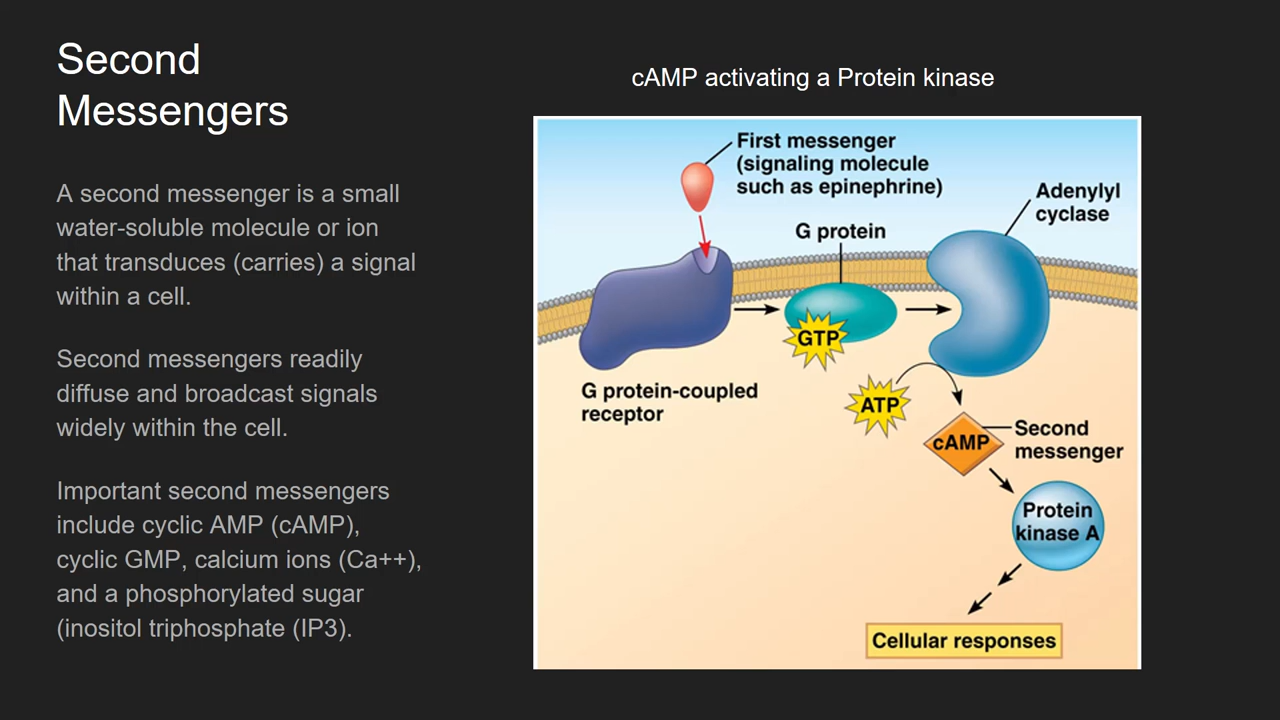 Second
Messengers
A second messenger is a small
water-soluble molecule or ion
that transduces (carries) a signal
within a cell.
Second messengers readily
diffuse and broadcast signals
widely within the cell.
Important second messengers
include cyclic AMP (cAMP),
cyclic GMP, calcium ions (Ca++),
and a phosphorylated sugar
(inositol triphosphate (IP3).
cAMP activating a Protein kinase
First messenger
(signaling molecule
such as epinephrine)
Adenylyl
cyclase
G protein
GTP
G protein-coupled
receptor
ATP
cAMP
Second
messenger
Protein
kinase A
Cellular responses